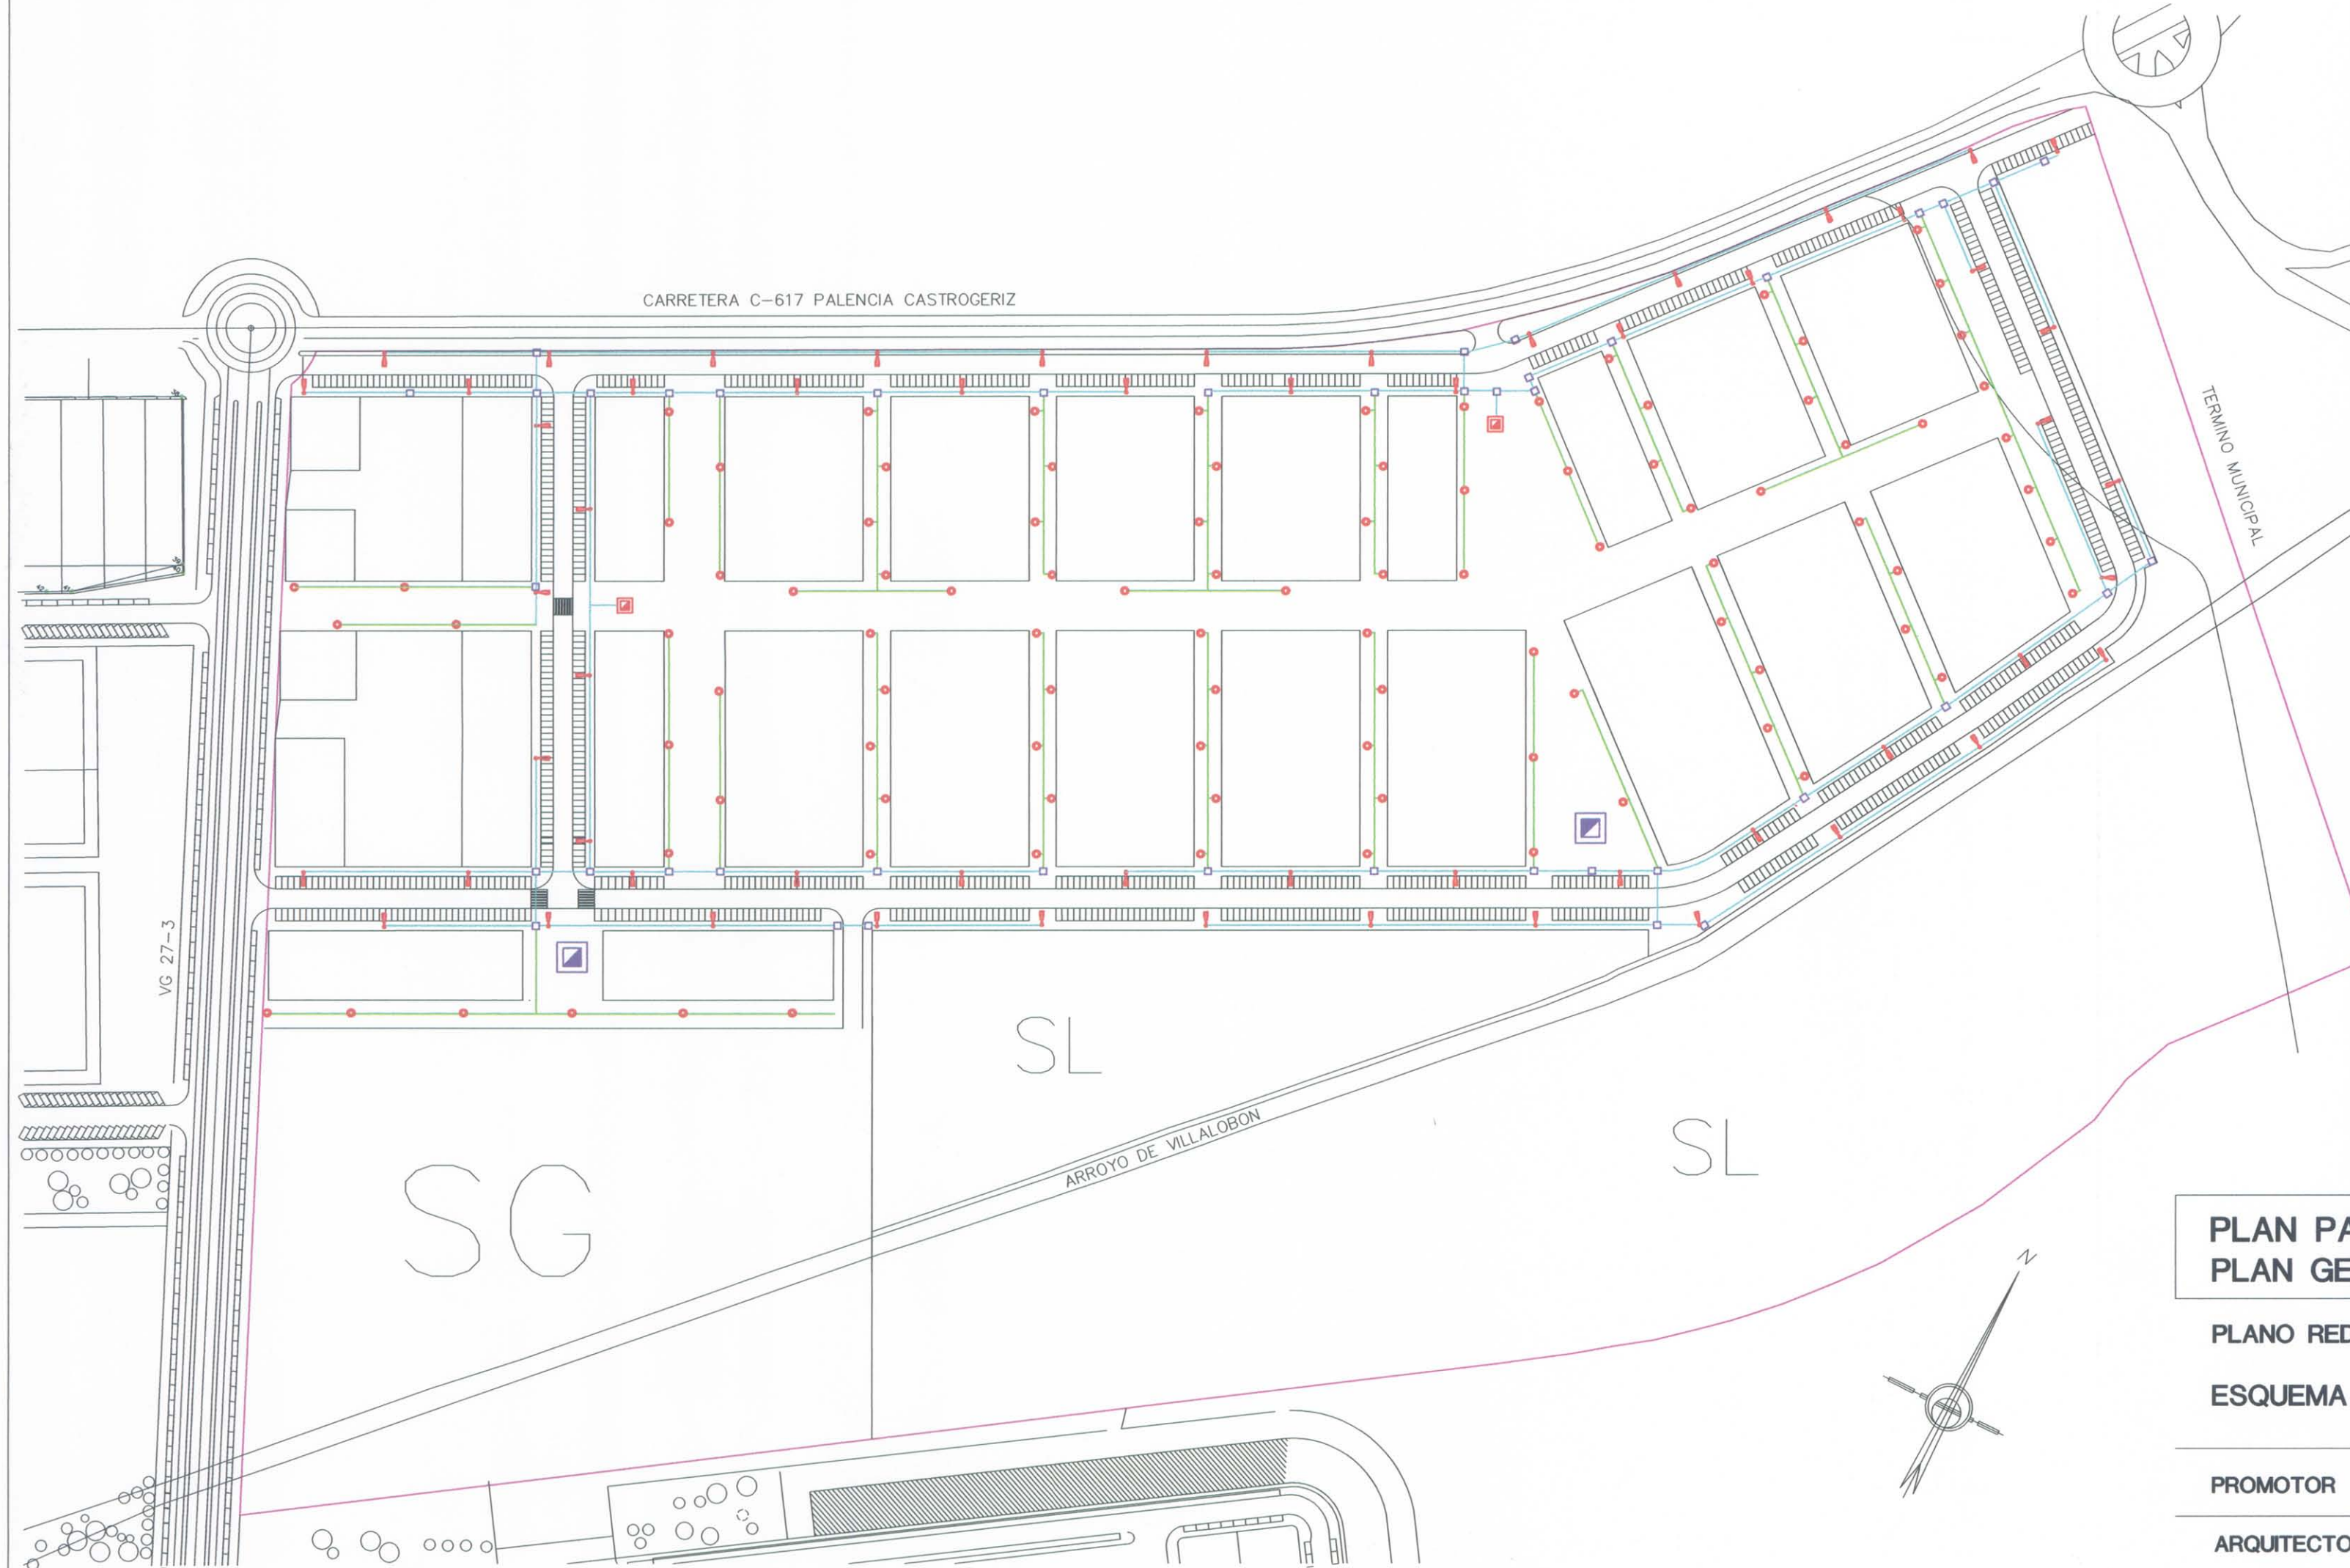 CARRETERA C-617 PALENCIA CASTROGERIZ
TERMINO MUNICIPAL
VG 27-3
SL
ARROYO DE VILLALOBON
SL
SG
N
PLAN PA
PLAN GE
PLANO RED
ESQUEMA
PROMOTOR
ARQUITECTO